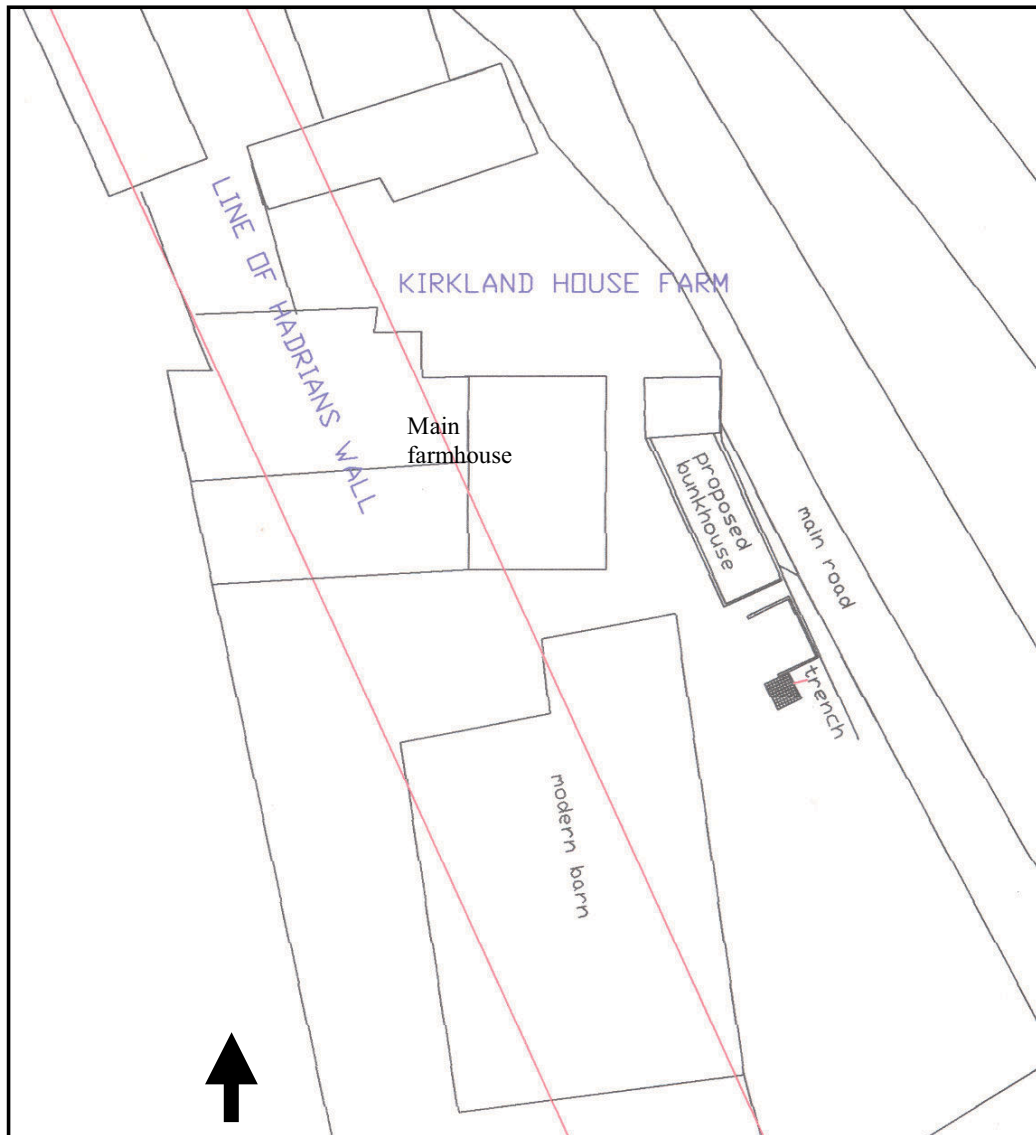 LINE OF HADRIANS WALL
KIRKLAND HOUSE FARM
Main
farmhouse
proposed
bunkhouse
main road
trench
modern barn